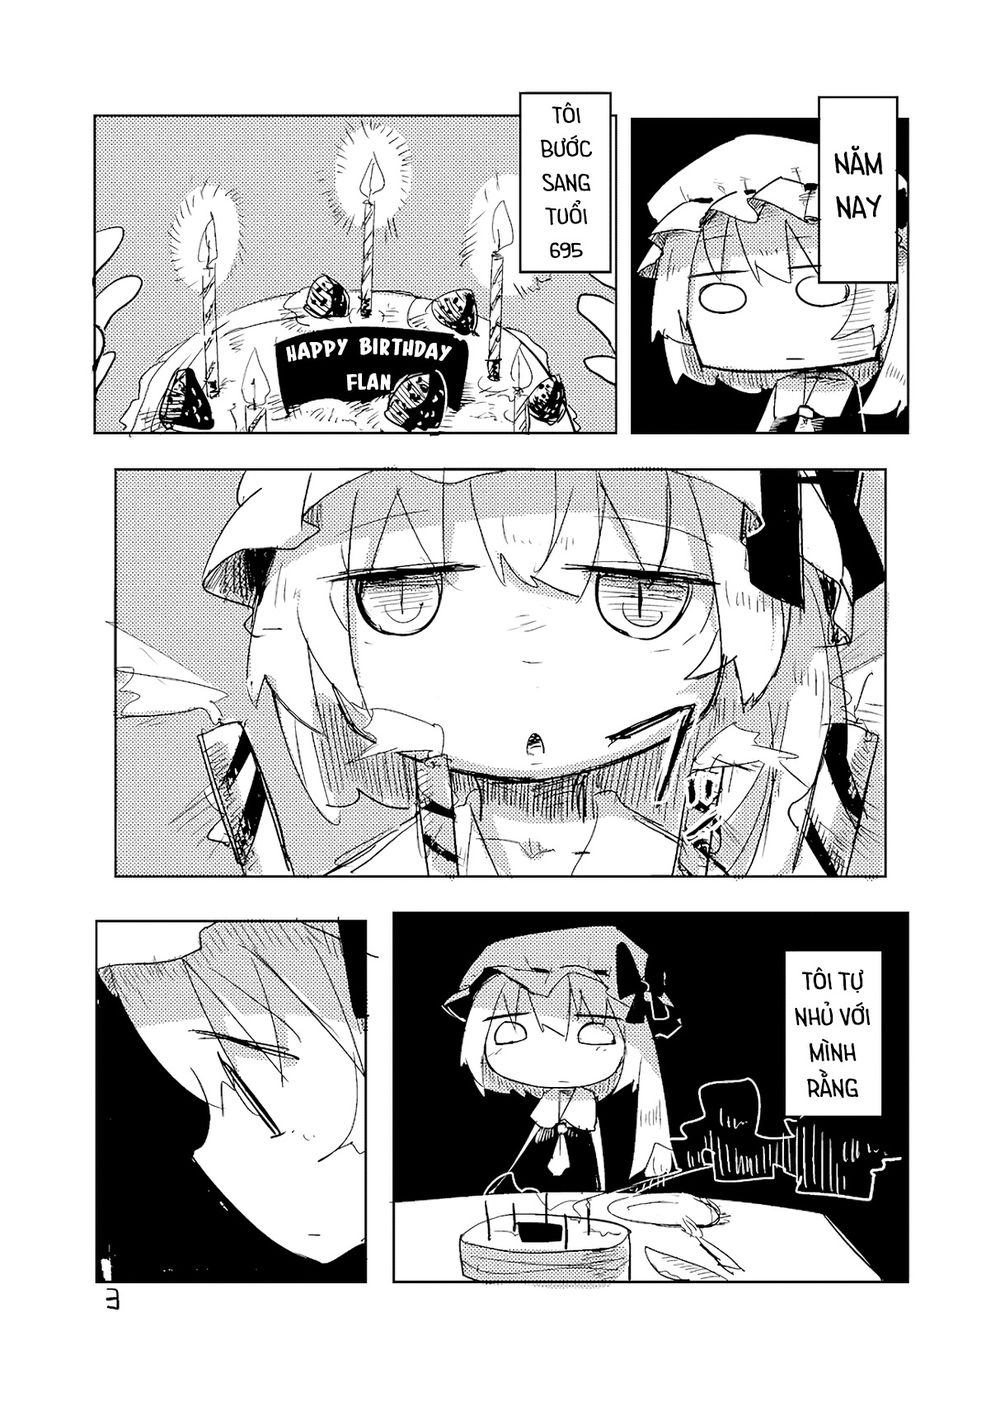 NĂM
NAY
TÔI
BƯỚC
SANG
TUỔI
695
HAPPY BIRTHDAY
FLAN
TÔI TỰ
NHỦ VỚI
MÌNH
RẰNG
3